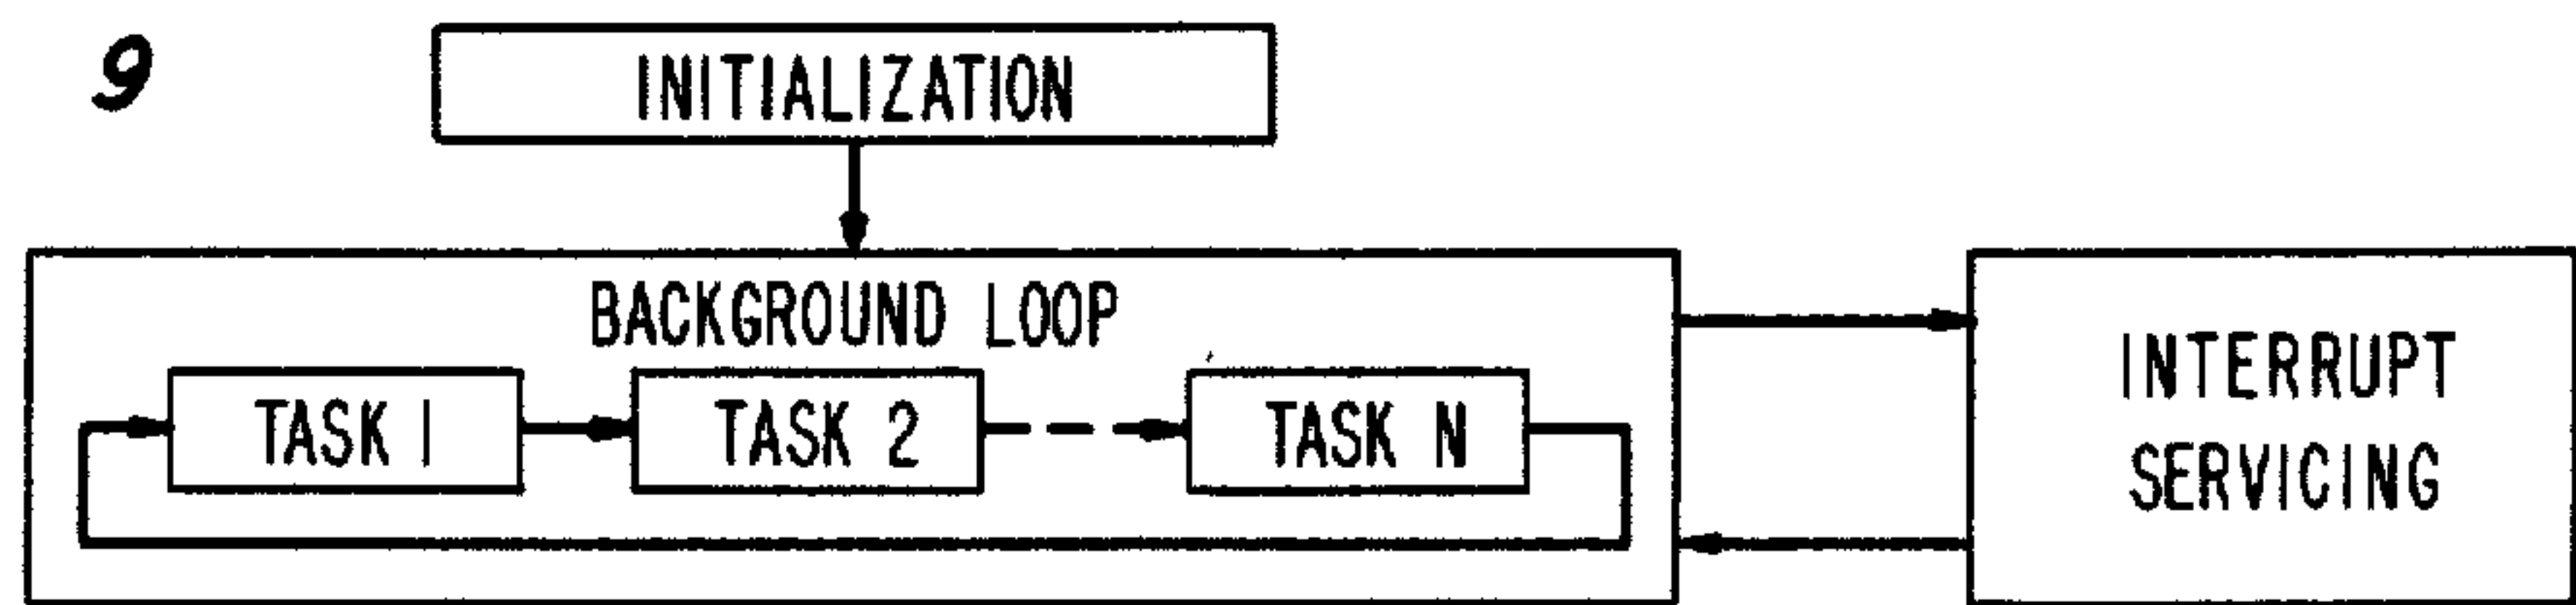 9
INITIALIZATION
BACKGROUND LOOP
TASK 1
TASK 2
TASK N
INTERRUPT
SERVICING